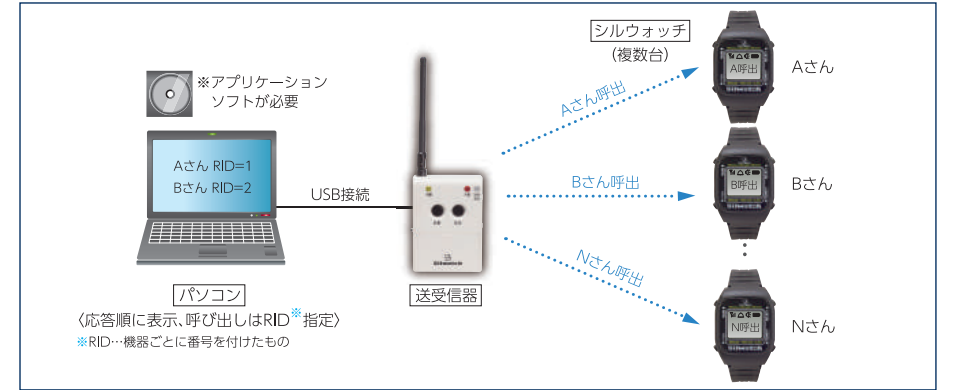 ※アプリケーション
ソフトが必要
Aさん RID=1
Bさん RID=2
USB接続
パソコン
〈応答順に表示、呼び出しはRID※指定〉
※RID…機器ごとに番号を付けたもの
送受信器
シルウォッチ
(複数台)
Aさん呼出
A呼出
Aさん
Bさん呼出
B呼出
Bさん
Nさん呼出
N呼出
Nさん